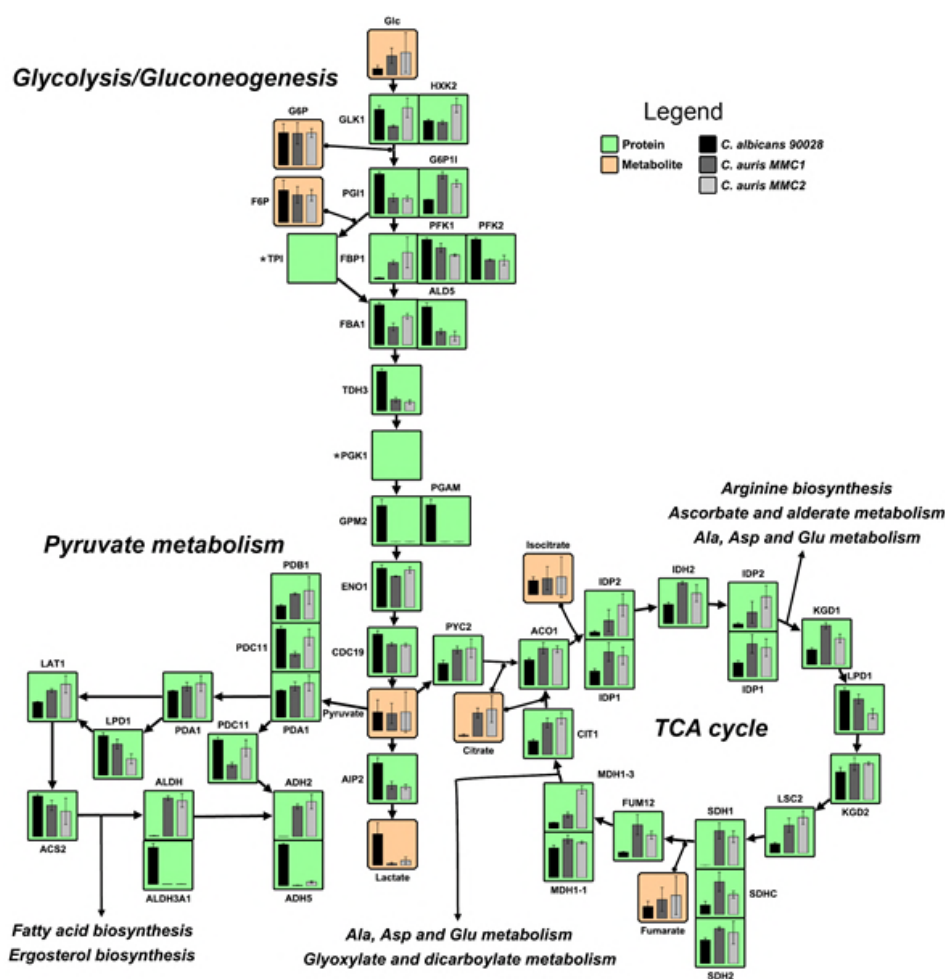 Glc
Glycolysis/Gluconeogenesis
HXK2
Legend
G6P
GLK1
Protein
C. albicans 90028
Metabolite
C. auris MMC1
C. auris MMC2
G6P1I
F6P
PGI1
PFK1
PFK2
*TPI
FBP1
ALD5
FBA1
TDH3
*PGK1
PGAM
GPM2
Arginine biosynthesis
Ascorbate and alderate metabolism
Ala, Asp and Glu metabolism
Pyruvate metabolism
Isocitrate
PDB1
ENO1
IDP2
IDH2
IDP2
KGD1
PYC2
ACO1
PDC11
CDC19
LAT1
LPD1
IDP1
IDP1
PDC11
Pyruvate
LPD1
PDA1
PDA1
Citrate
CIT1
TCA cycle
ALDH
ADH2
AIP2
MDH1-3
FUM12
SDH1
LSC2
KGD2
ACS2
Lactate
MDH1-1
SDHC
ALDH3A1
ADH5
Fumarate
Fatty acid biosynthesis
Ergosterol biosynthesis
Ala, Asp and Glu metabolism
Glyoxylate and dicarboylate metabolism
SDH2